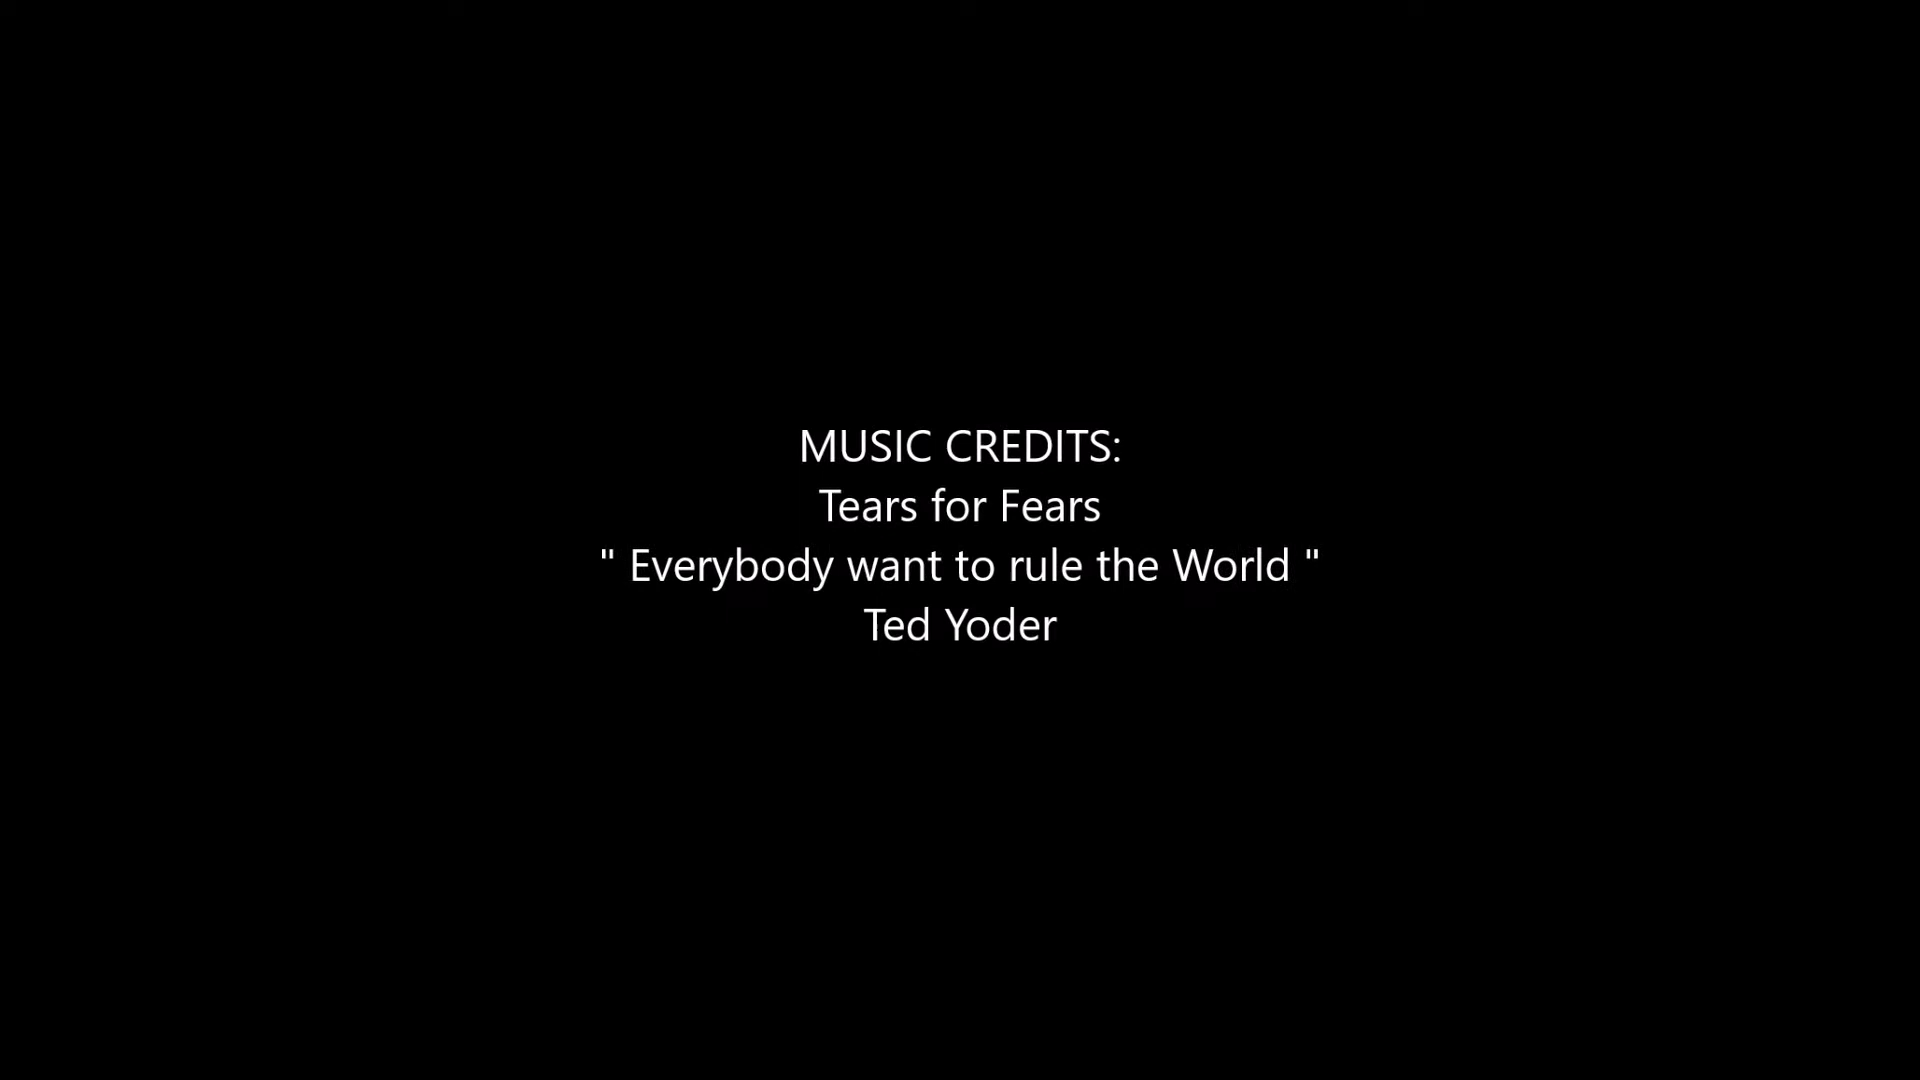 MUSIC CREDITS:
Tears for Fears
" Everybody want to rule the World "
Ted Yoder